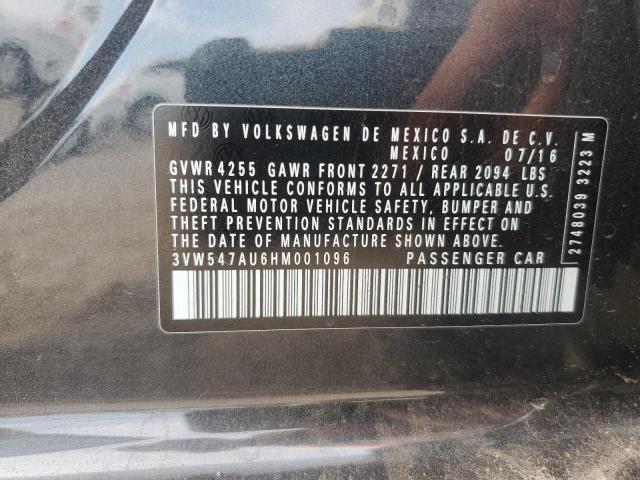 MFD BY VOLKSWAGEN DE MEXICO S.A. DE C.V.
MEXICO 07/16
GVWR 4255 GAWR FRONT 2271 / REAR 2094 LBS
THIS VEHICLE CONFORMS TO ALL APPLICABLE U.S.
FEDERAL MOTOR VEHICLE SAFETY, BUMPER AND
THEFT PREVENTION STANDARDS IN EFFECT ON
THE DATE OF MANUFACTURE SHOWN ABOVE.
3VW547AU6HM001096 PASSENGER CAR
2748039 3223M